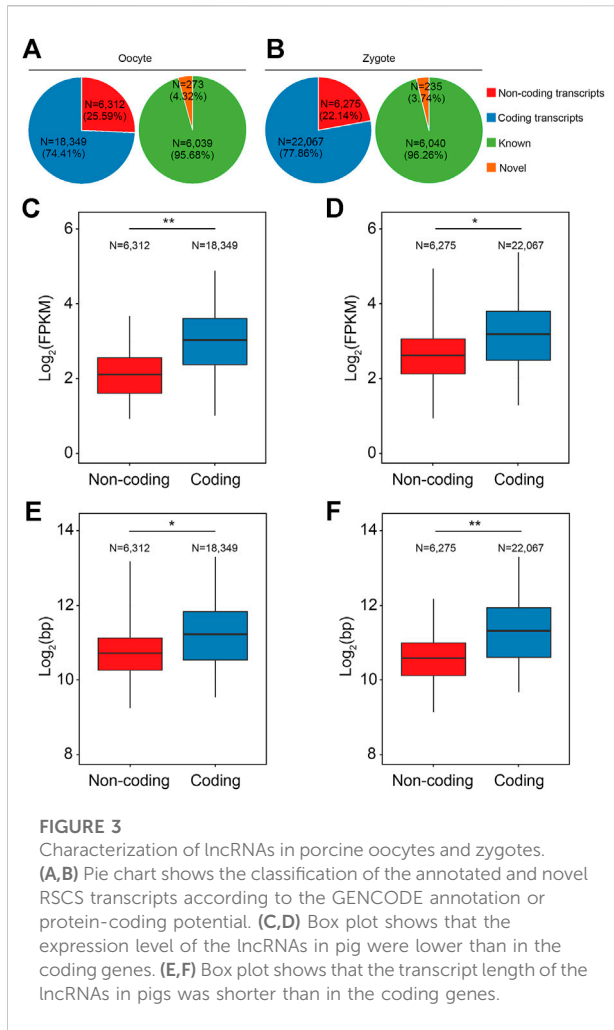 A
Oocyte
B
Zygote
N=273
(4.32%)
N=6,312
(25.59%)
N=18,349
(74.41%)
N=6,039
(95.68%)
N=235
(3.74%)
N=6,275
(22.14%)
N=22,067
(77.86%)
N=6,040
(96.26%)
Non-coding transcripts
Coding transcripts
Known
Novel
C
**
N=6,312 N=18,349
Log2(FPKM)
6
4
2
0
Non-coding Coding
D
*
N=6,275 N=22,067
Log2(FPKM)
6
4
2
0
Non-coding Coding
E
*
N=6,312 N=18,349
Log2(bp)
14
12
10
8
Non-coding Coding
F
**
N=6,275 N=22,067
Log2(bp)
14
12
10
8
Non-coding Coding
FIGURE 3
Characterization of lncRNAs in porcine oocytes and zygotes.
(A,B) Pie chart shows the classification of the annotated and novel
RSCS transcripts according to the GENCODE annotation or
protein-coding potential. (C,D) Box plot shows that the
expression level of the lncRNAs in pig were lower than in the
coding genes. (E,F) Box plot shows that the transcript length of the
lncRNAs in pigs was shorter than in the coding genes.